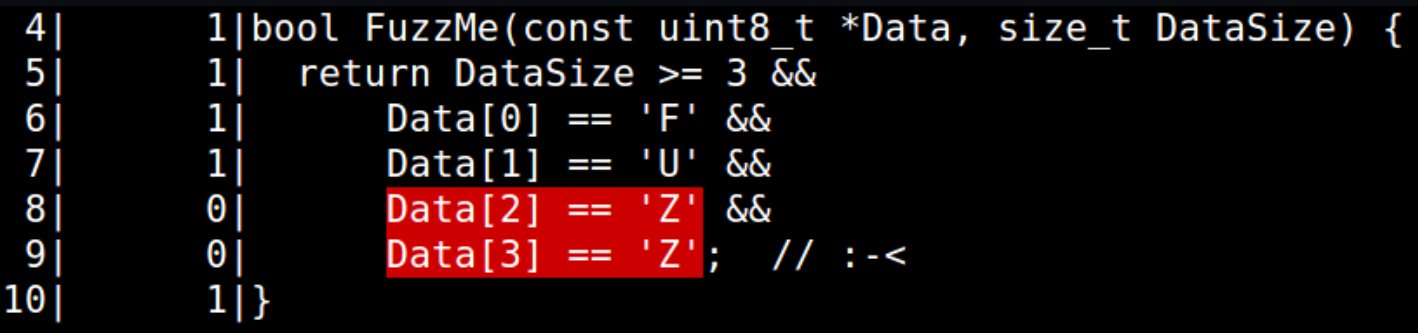 4|       1|bool FuzzMe(const uint8_t *Data, size_t DataSize) {
 5|       1|  return DataSize >= 3 &&
 6|       1|      Data[0] == 'F' &&
 7|       1|      Data[1] == 'U' &&
 8|       0|      Data[2] == 'Z' &&
 9|       0|      Data[3] == 'Z';  // :-<
10|       1|}